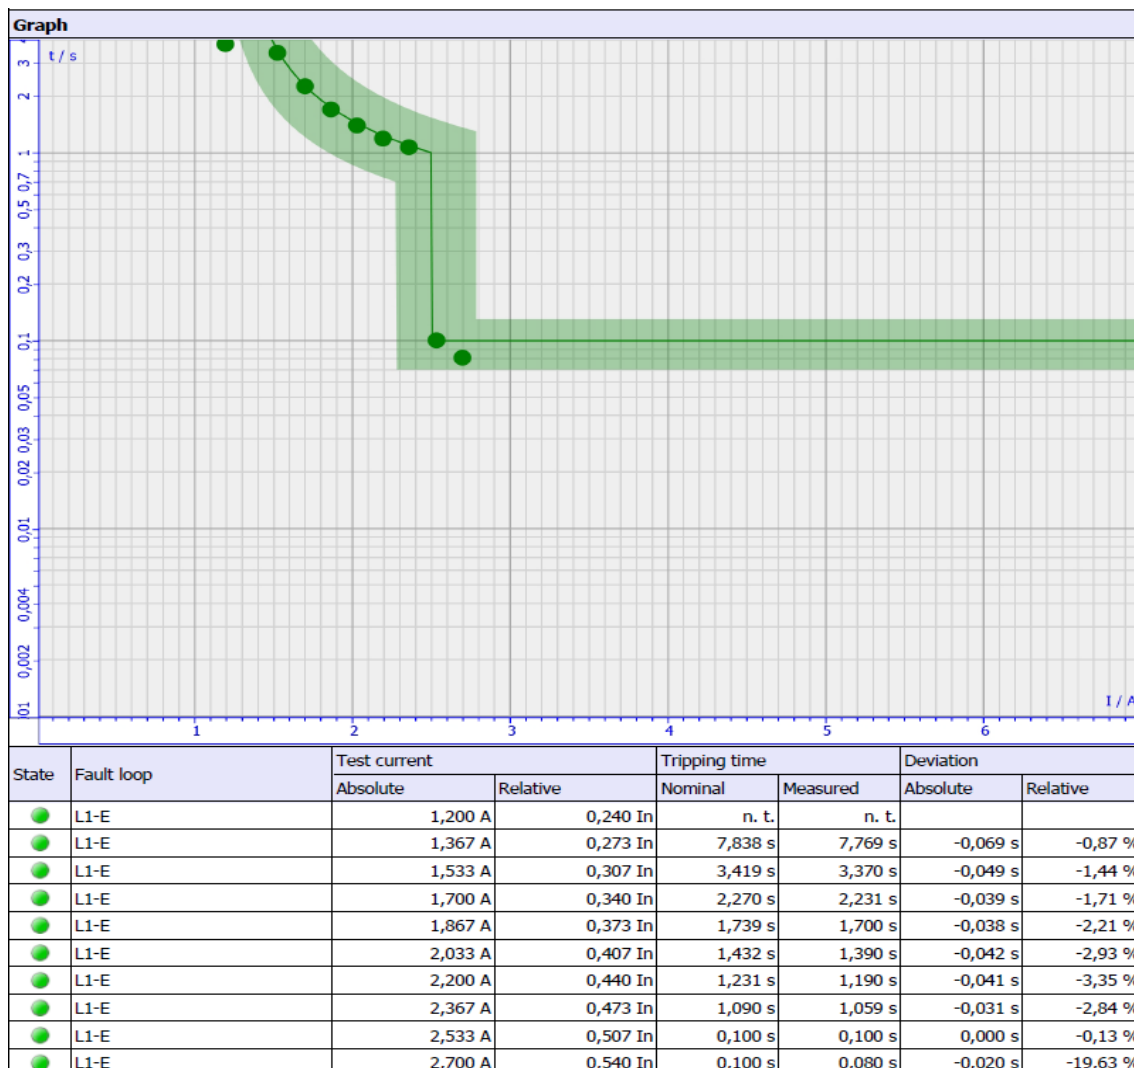 Graph
t / s
3
2
1
0,7
0,5
0,3
0,2
0,1
0,05
0,03
0,02
0,01
0,004
0,002
01
I / A
1 2 3 4 5 6
State Fault loop Test current Tripping time Deviation
Absolute Relative Nominal Measured Absolute Relative
L1-E 1,200 A 0,240 In n. t. n. t.
L1-E 1,367 A 0,273 In 7,838 s 7,769 s -0,069 s -0,87 %
L1-E 1,533 A 0,307 In 3,419 s 3,370 s -0,049 s -1,44 %
L1-E 1,700 A 0,340 In 2,270 s 2,231 s -0,039 s -1,71 %
L1-E 1,867 A 0,373 In 1,739 s 1,700 s -0,038 s -2,21 %
L1-E 2,033 A 0,407 In 1,432 s 1,390 s -0,042 s -2,93 %
L1-E 2,200 A 0,440 In 1,231 s 1,190 s -0,041 s -3,35 %
L1-E 2,367 A 0,473 In 1,090 s 1,059 s -0,031 s -2,84 %
L1-E 2,533 A 0,507 In 0,100 s 0,100 s 0,000 s -0,13 %
L1-E 2,700 A 0,540 In 0,100 s 0,080 s -0,020 s -19,63 %